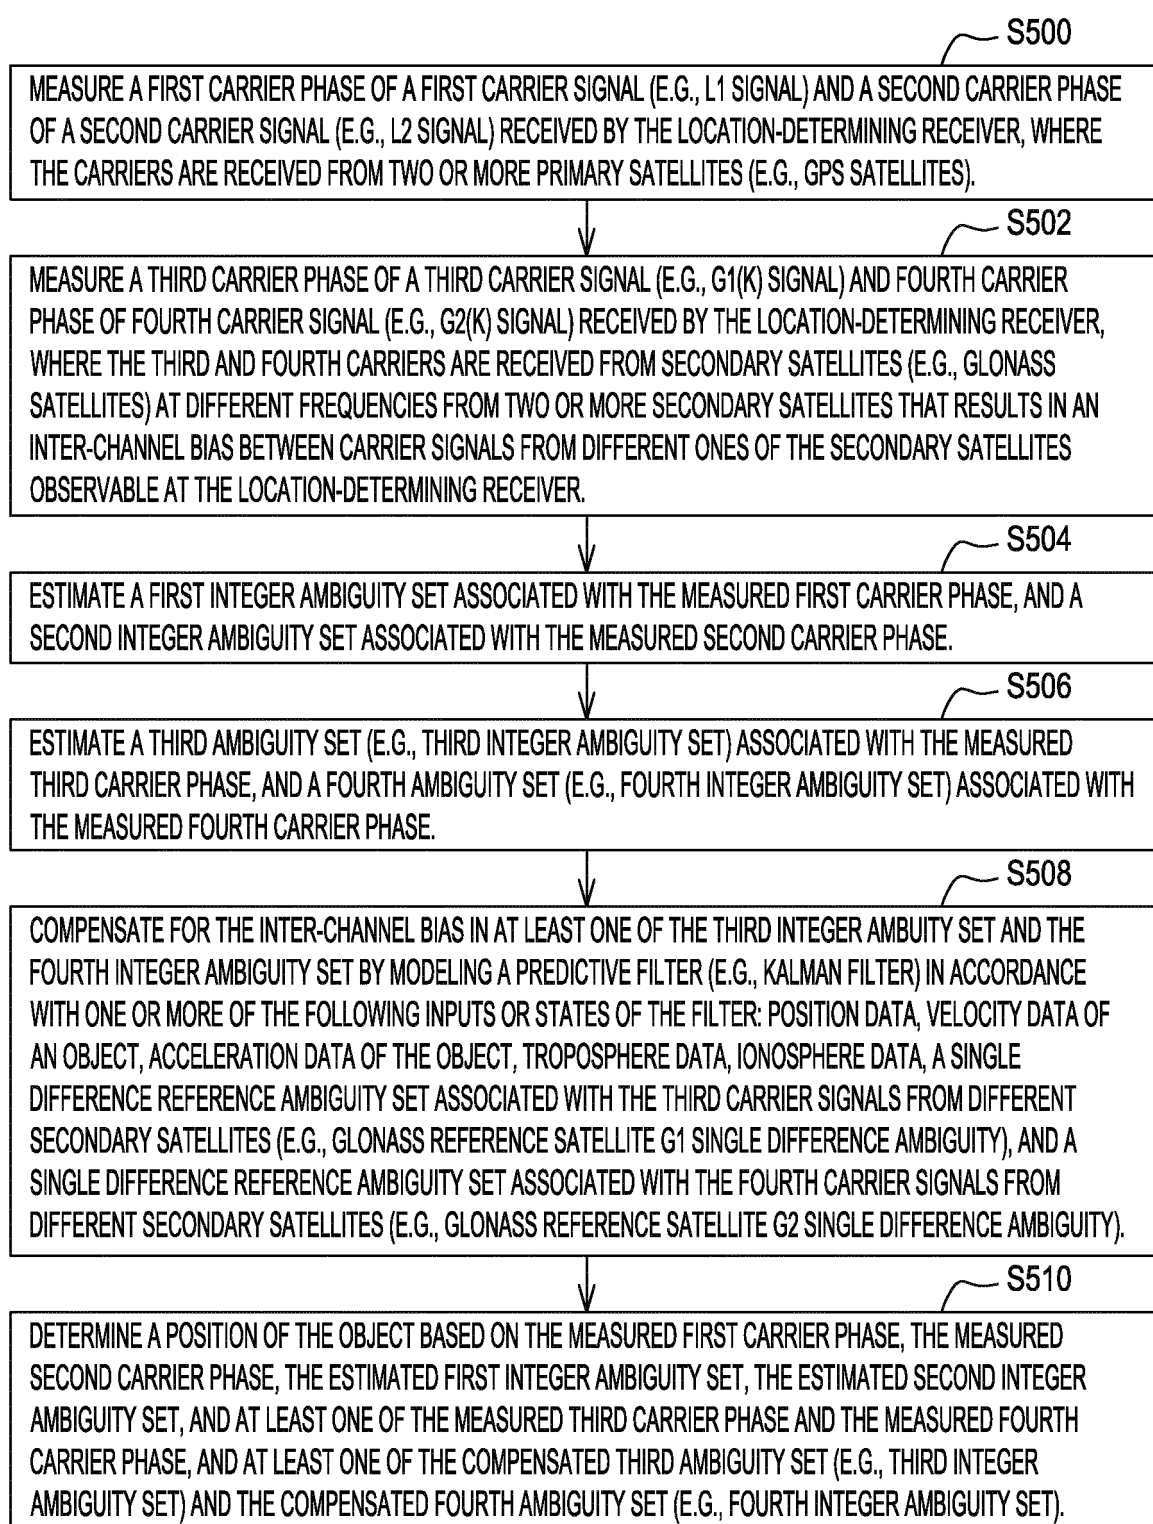 S500
MEASURE A FIRST CARRIER PHASE OF A FIRST CARRIER SIGNAL (E.G., L1 SIGNAL) AND A SECOND CARRIER PHASE
OF A SECOND CARRIER SIGNAL (E.G., L2 SIGNAL) RECEIVED BY THE LOCATION-DETERMINING RECEIVER, WHERE
THE CARRIERS ARE RECEIVED FROM TWO OR MORE PRIMARY SATELLITES (E.G., GPS SATELLITES).
S502
MEASURE A THIRD CARRIER PHASE OF A THIRD CARRIER SIGNAL (E.G., G1(K) SIGNAL) AND FOURTH CARRIER
PHASE OF FOURTH CARRIER SIGNAL (E.G., G2(K) SIGNAL) RECEIVED BY THE LOCATION-DETERMINING RECEIVER,
WHERE THE THIRD AND FOURTH CARRIERS ARE RECEIVED FROM SECONDARY SATELLITES (E.G., GLONASS
SATELLITES) AT DIFFERENT FREQUENCIES FROM TWO OR MORE SECONDARY SATELLITES THAT RESULTS IN AN
INTER-CHANNEL BIAS BETWEEN CARRIER SIGNALS FROM DIFFERENT ONES OF THE SECONDARY SATELLITES
OBSERVABLE AT THE LOCATION-DETERMINING RECEIVER.
S504
ESTIMATE A FIRST INTEGER AMBIGUITY SET ASSOCIATED WITH THE MEASURED FIRST CARRIER PHASE, AND A
SECOND INTEGER AMBIGUITY SET ASSOCIATED WITH THE MEASURED SECOND CARRIER PHASE.
S506
ESTIMATE A THIRD AMBIGUITY SET (E.G., THIRD INTEGER AMBIGUITY SET) ASSOCIATED WITH THE MEASURED
THIRD CARRIER PHASE, AND A FOURTH AMBIGUITY SET (E.G., FOURTH INTEGER AMBIGUITY SET) ASSOCIATED WITH
THE MEASURED FOURTH CARRIER PHASE.
S508
COMPENSATE FOR THE INTER-CHANNEL BIAS IN AT LEAST ONE OF THE THIRD INTEGER AMBUITY SET AND THE
FOURTH INTEGER AMBIGUITY SET BY MODELING A PREDICTIVE FILTER (E.G., KALMAN FILTER) IN ACCORDANCE
WITH ONE OR MORE OF THE FOLLOWING INPUTS OR STATES OF THE FILTER: POSITION DATA, VELOCITY DATA OF
AN OBJECT, ACCELERATION DATA OF THE OBJECT, TROPOSPHERE DATA, IONOSPHERE DATA, A SINGLE
DIFFERENCE REFERENCE AMBIGUITY SET ASSOCIATED WITH THE THIRD CARRIER SIGNALS FROM DIFFERENT
SECONDARY SATELLITES (E.G., GLONASS REFERENCE SATELLITE G1 SINGLE DIFFERENCE AMBIGUITY), AND A
SINGLE DIFFERENCE REFERENCE AMBIGUITY SET ASSOCIATED WITH THE FOURTH CARRIER SIGNALS FROM
DIFFERENT SECONDARY SATELLITES (E.G., GLONASS REFERENCE SATELLITE G2 SINGLE DIFFERENCE AMBIGUITY).
S510
DETERMINE A POSITION OF THE OBJECT BASED ON THE MEASURED FIRST CARRIER PHASE, THE MEASURED
SECOND CARRIER PHASE, THE ESTIMATED FIRST INTEGER AMBIGUITY SET, THE ESTIMATED SECOND INTEGER
AMBIGUITY SET, AND AT LEAST ONE OF THE MEASURED THIRD CARRIER PHASE AND THE MEASURED FOURTH
CARRIER PHASE, AND AT LEAST ONE OF THE COMPENSATED THIRD AMBIGUITY SET (E.G., THIRD INTEGER
AMBIGUITY SET) AND THE COMPENSATED FOURTH AMBIGUITY SET (E.G., FOURTH INTEGER AMBIGUITY SET).